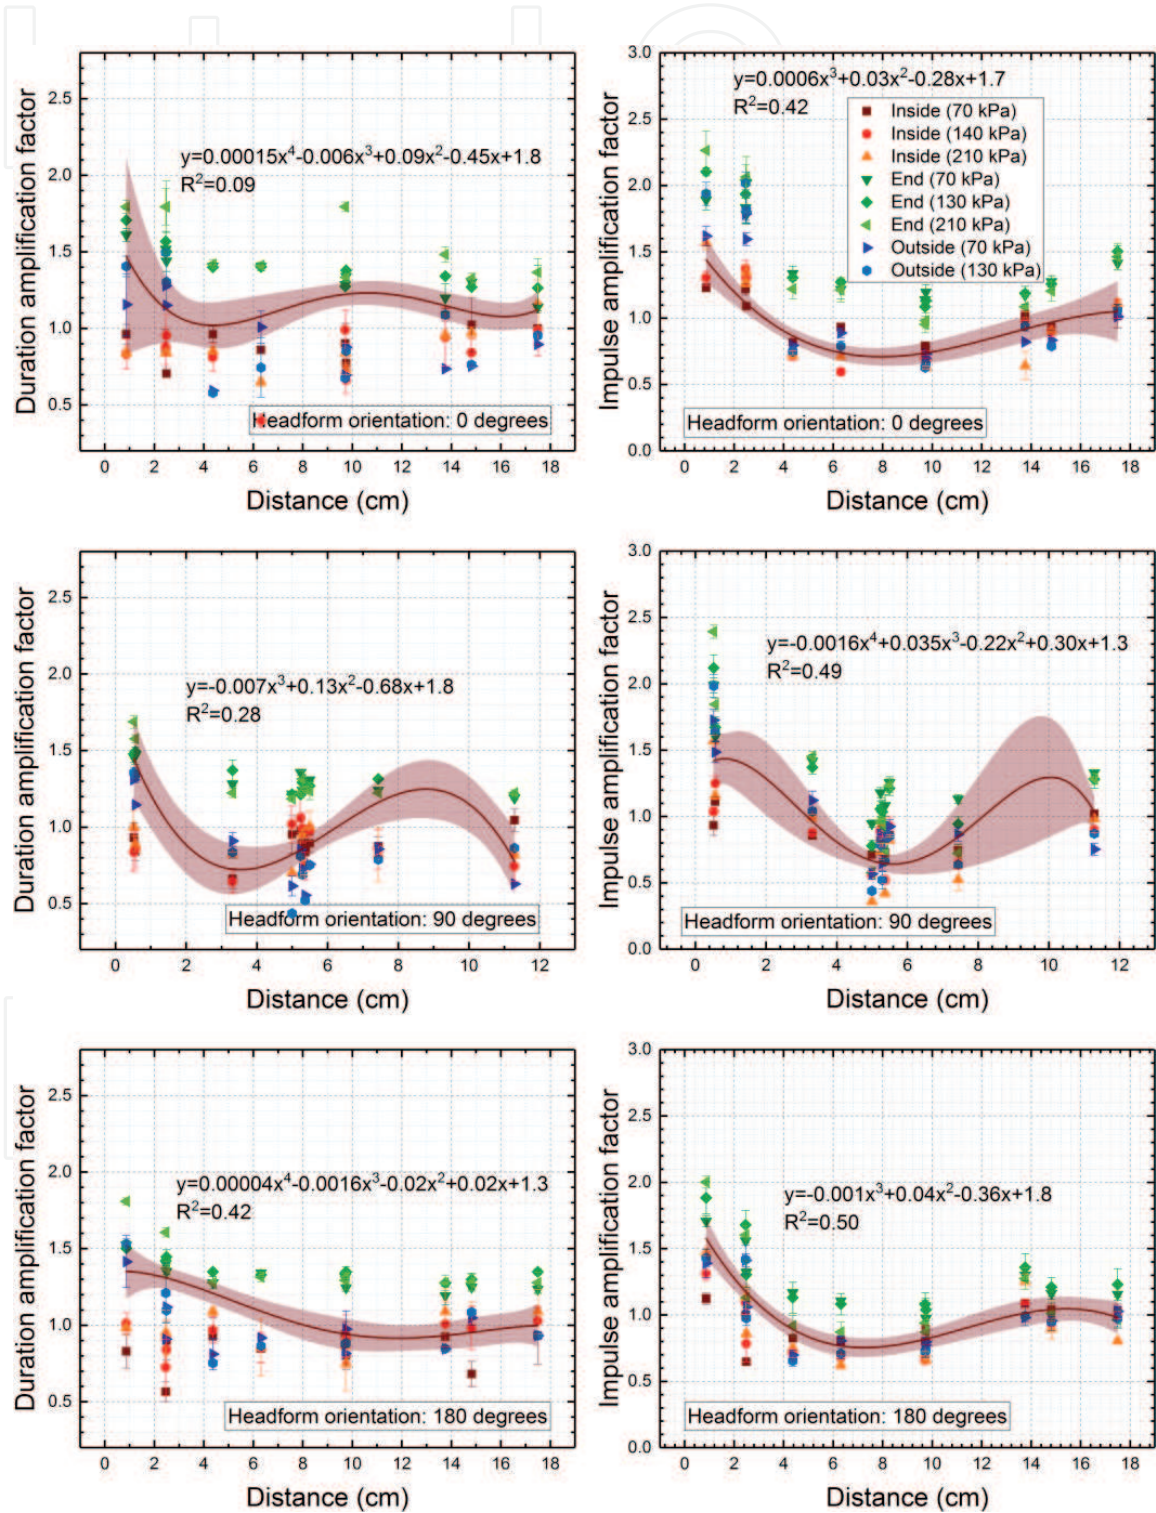 y=0.00015x⁴-0.006x³+0.09x²-0.45x+1.8
R²=0.09
Headform orientation: 0 degrees
Duration amplification factor
2.5
2.0
1.5
1.0
0.5
0 2 4 6 8 10 12 14 16 18
Distance (cm)
y=0.0006x³+0.03x²-0.28x+1.7
R²=0.42
Inside (70 kPa)
Inside (140 kPa)
Inside (210 kPa)
End (70 kPa)
End (130 kPa)
End (210 kPa)
Outside (70 kPa)
Outside (130 kPa)
Headform orientation: 0 degrees
Impulse amplification factor
3.0
2.5
2.0
1.5
1.0
0.5
0.0
0 2 4 6 8 10 12 14 16 18
Distance (cm)
y=-0.007x³+0.13x²-0.68x+1.8
R²=0.28
Headform orientation: 90 degrees
Duration amplification factor
2.5
2.0
1.5
1.0
0.5
0 2 4 6 8 10 12
Distance (cm)
y=-0.0016x⁴+0.035x³-0.22x²+0.30x+1.3
R²=0.49
Headform orientation: 90 degrees
Impulse amplification factor
3.0
2.5
2.0
1.5
1.0
0.5
0.0
0 2 4 6 8 10 12
Distance (cm)
y=0.00004x⁴-0.0016x³-0.02x²+0.02x+1.3
R²=0.42
Headform orientation: 180 degrees
Duration amplification factor
2.5
2.0
1.5
1.0
0.5
0 2 4 6 8 10 12 14 16 18
Distance (cm)
y=-0.001x³+0.04x²-0.36x+1.8
R²=0.50
Headform orientation: 180 degrees
Impulse amplification factor
3.0
2.5
2.0
1.5
1.0
0.5
0.0
0 2 4 6 8 10 12 14 16 18
Distance (cm)